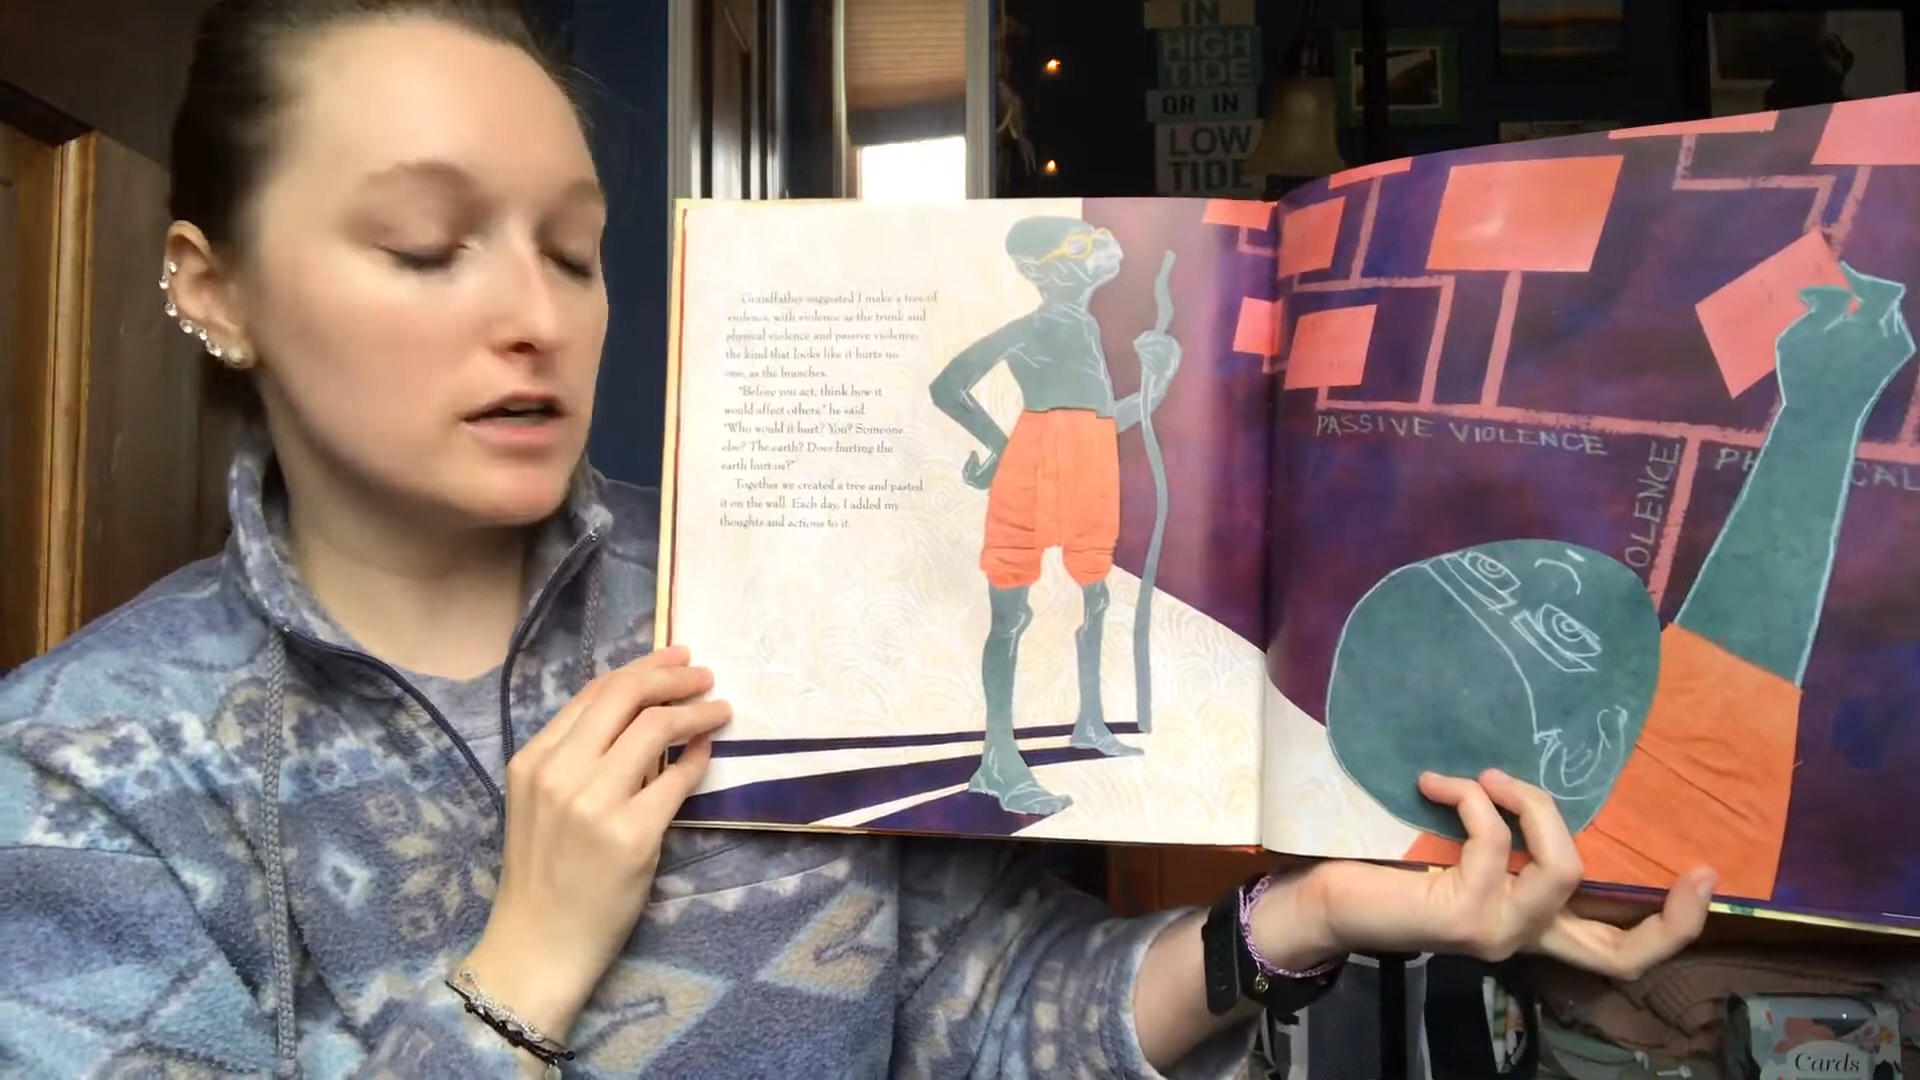 IN
HIGH
TIDE
OR IN
LOW
TIDE
Grandfather suggested I make a tree of
violence, with violence as the trunk and
physical violence and passive violence,
the kind that looks like it hurts no
one, as the branches.
"Before you act, think how it
would affect others," he said.
"Who would it hurt? You? Someone
else? The earth? Does hurting the
earth hurt us?"
Together we created a tree and pasted
it on the wall. Each day, I added my
thoughts and actions to it.
PASSIVE VIOLENCE
OLENCE
PH CAL
Cards